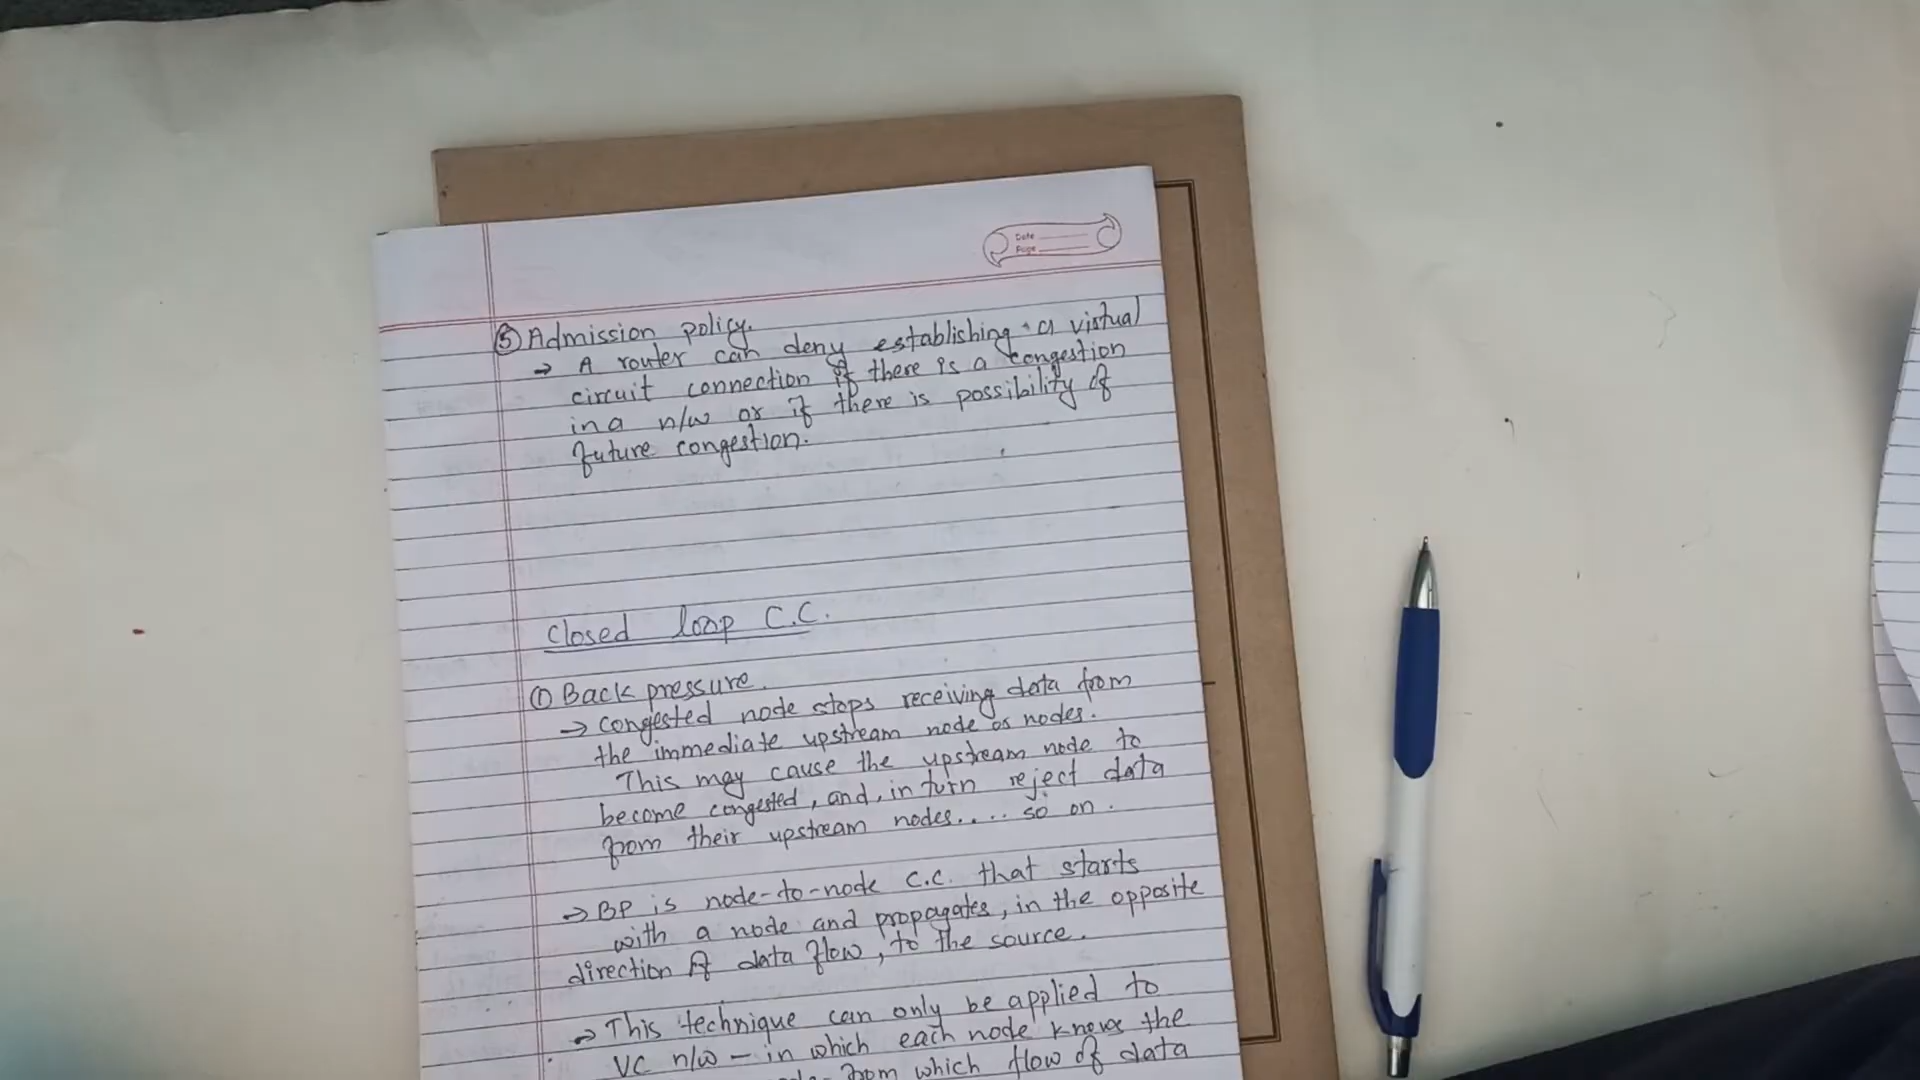 Date
Page
⑤ Admission policy.
→ A router can deny establishing a virtual
circuit connection if there is a congestion
in a n/w or if there is possibility of
future congestion.
Closed loop C.C.
① Back pressure.
→ congested node stops receiving data from
the immediate upstream node or nodes.
This may cause the upstream node to
become congested, and, in turn reject data
from their upstream nodes.... so on.
→ BP is node-to-node c.c. that starts
with a node and propagates, in the opposite
direction of data flow, to the source.
→ This technique can only be applied to
VC n/w – in which each node knows the
from which flow of data